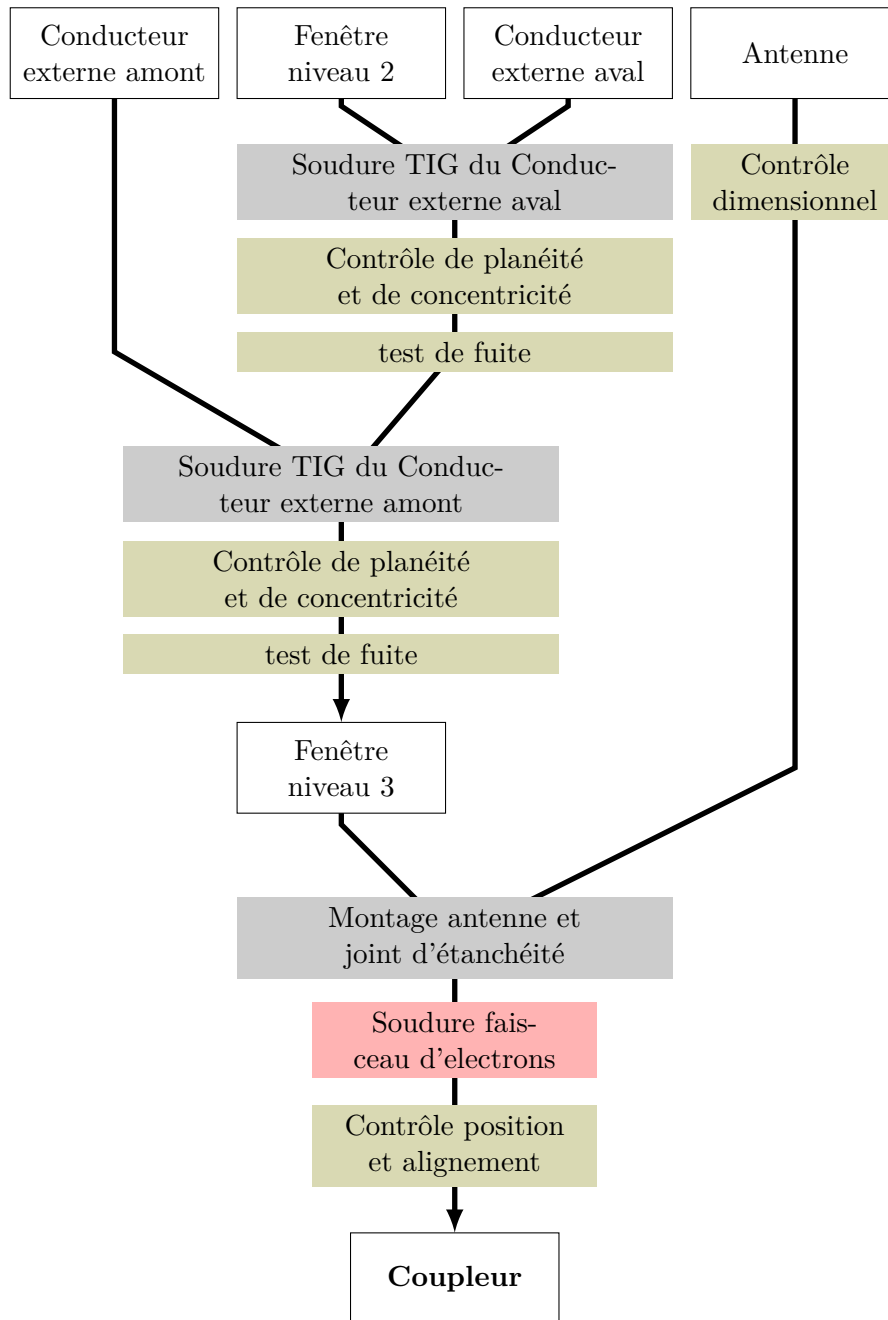 Conducteur
externe amont
Fenêtre
niveau 2
Conducteur
externe aval
Antenne
Soudure TIG du Conduc-
teur externe aval
Contrôle
dimensionnel
Contrôle de planéité
et de concentricité
test de fuite
Soudure TIG du Conduc-
teur externe amont
Contrôle de planéité
et de concentricité
test de fuite
Fenêtre
niveau 3
Montage antenne et
joint d'étanchéité
Soudure fais-
ceau d'electrons
Contrôle position
et alignement
Coupleur